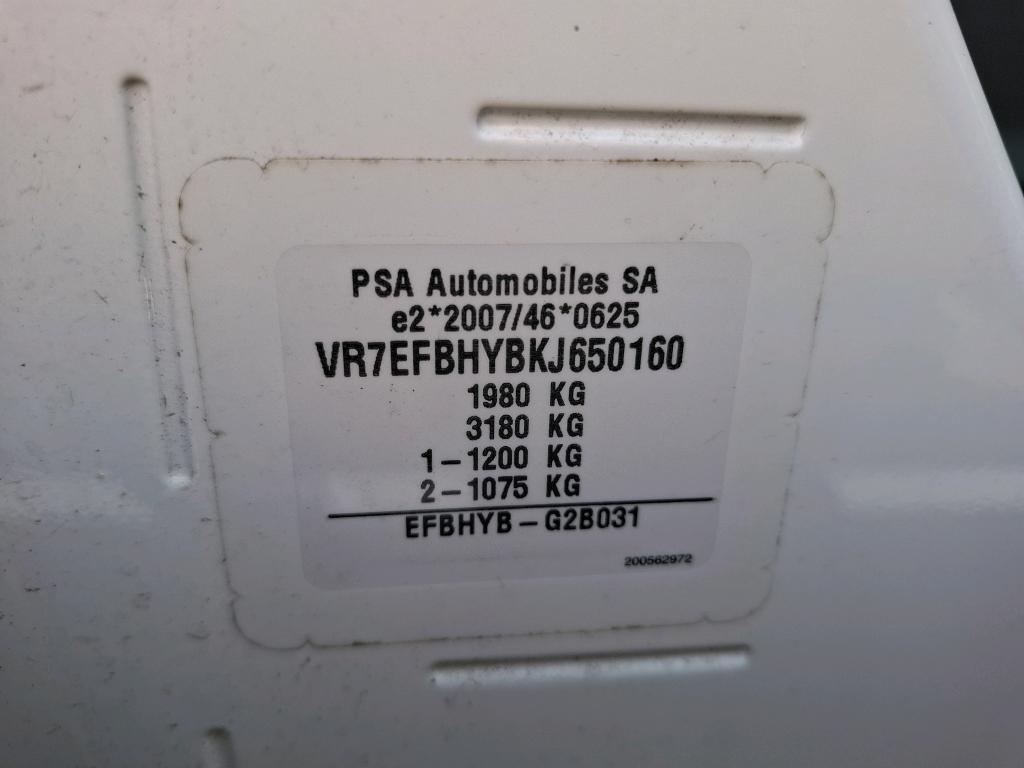 PSA Automobiles SA
e2*2007/46*0625
VR7EFBHYBKJ650160
1980 KG
3180 KG
1-1200 KG
2-1075 KG
EFBHYB-G2B031
200562972